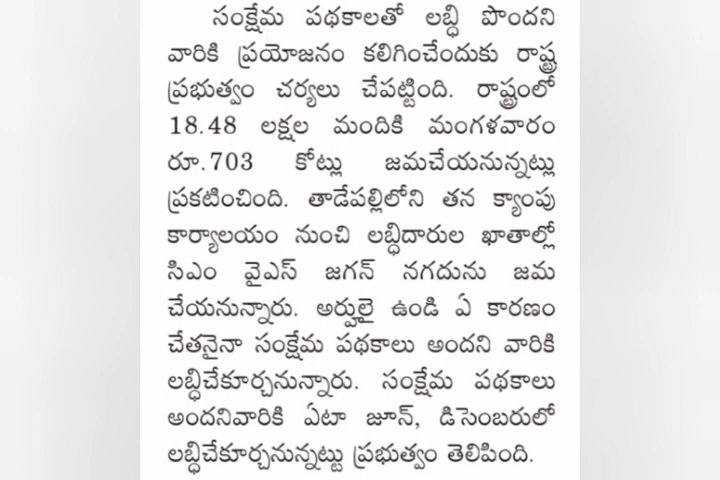 సంక్షేమ పథకాలతో లబ్ధి పొందని
వారికి ప్రయోజనం కలిగించేందుకు రాష్ట్ర
ప్రభుత్వం చర్యలు చేపట్టింది. రాష్ట్రంలో
18.48 లక్షల మందికి మంగళవారం
రూ.703 కోట్లు జమచేయనున్నట్లు
ప్రకటించింది. తాడేపల్లిలోని తన క్యాంపు
కార్యాలయం నుంచి లబ్ధిదారుల ఖాతాల్లో
సిఎం వైఎస్ జగన్ నగదును జమ
చేయనున్నారు. అర్హులై ఉండి ఏ కారణం
చేతనైనా సంక్షేమ పథకాలు అందని వారికి
లబ్ధిచేకూర్చనున్నారు. సంక్షేమ పథకాలు
అందనివారికి ఏటా జూన్, డిసెంబరులో
లబ్ధిచేకూర్చనున్నట్టు ప్రభుత్వం తెలిపింది.